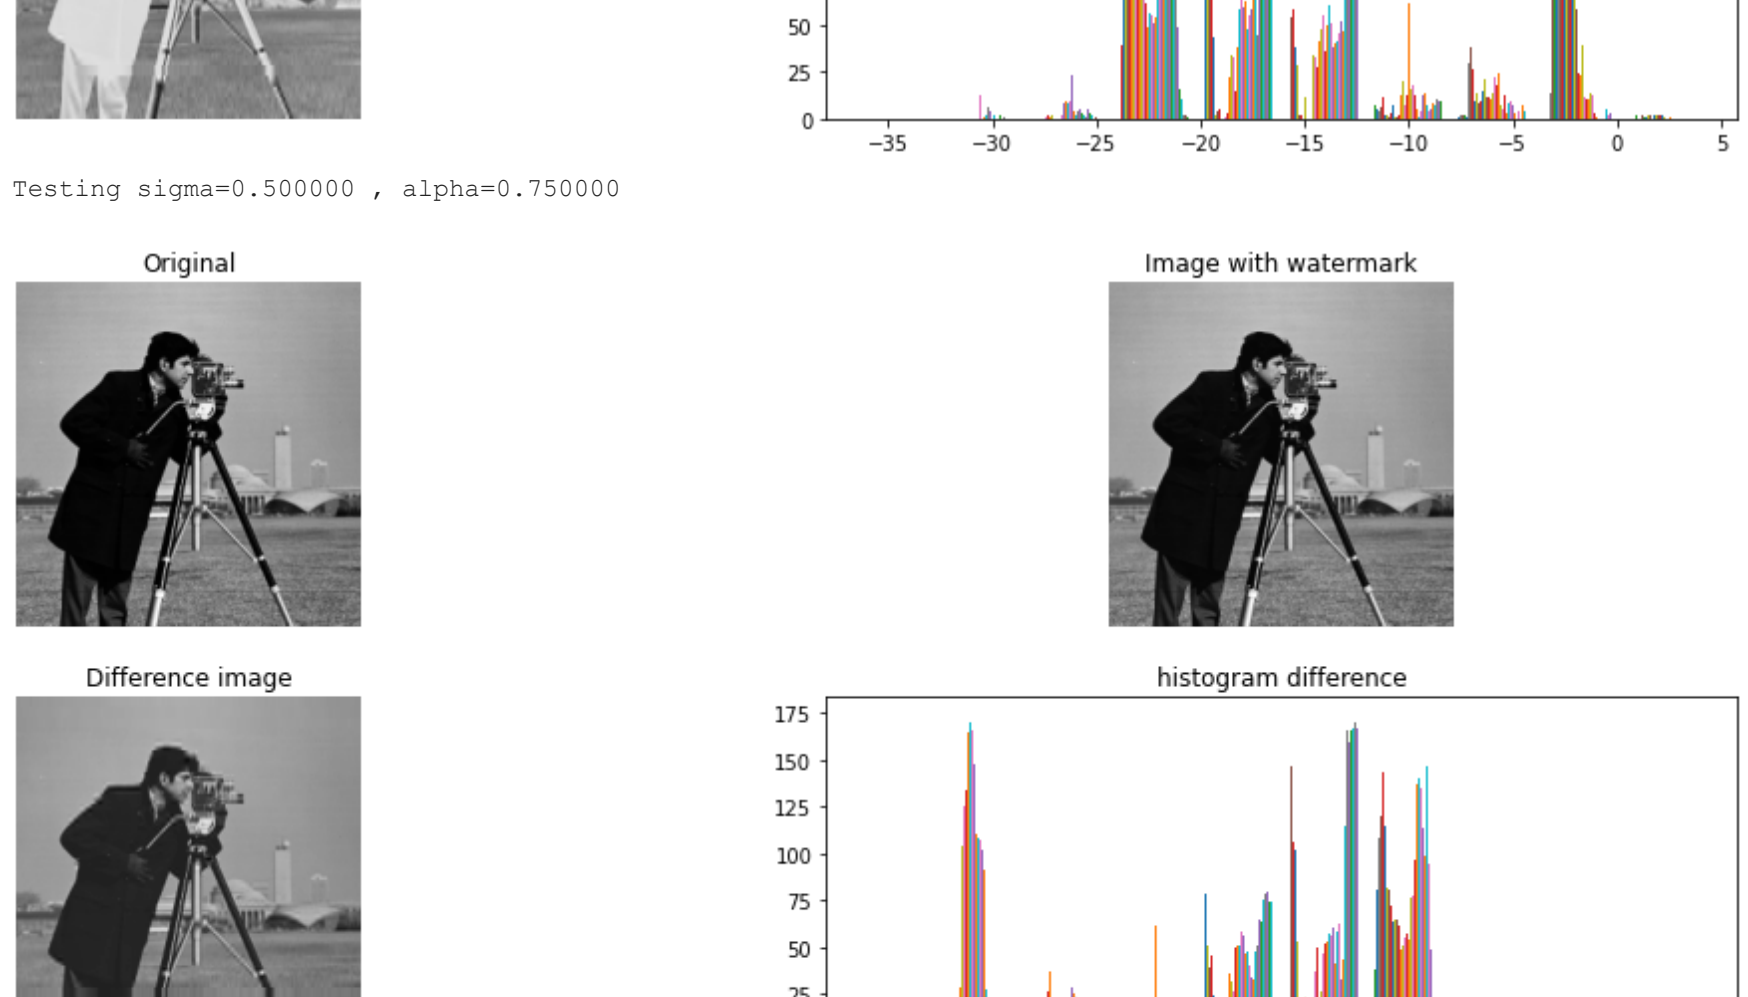 50
25
0
−35 −30 −25 −20 −15 −10 −5 0 5
Testing sigma=0.500000 , alpha=0.750000
Original
Image with watermark
Difference image
histogram difference
175
150
125
100
75
50
25